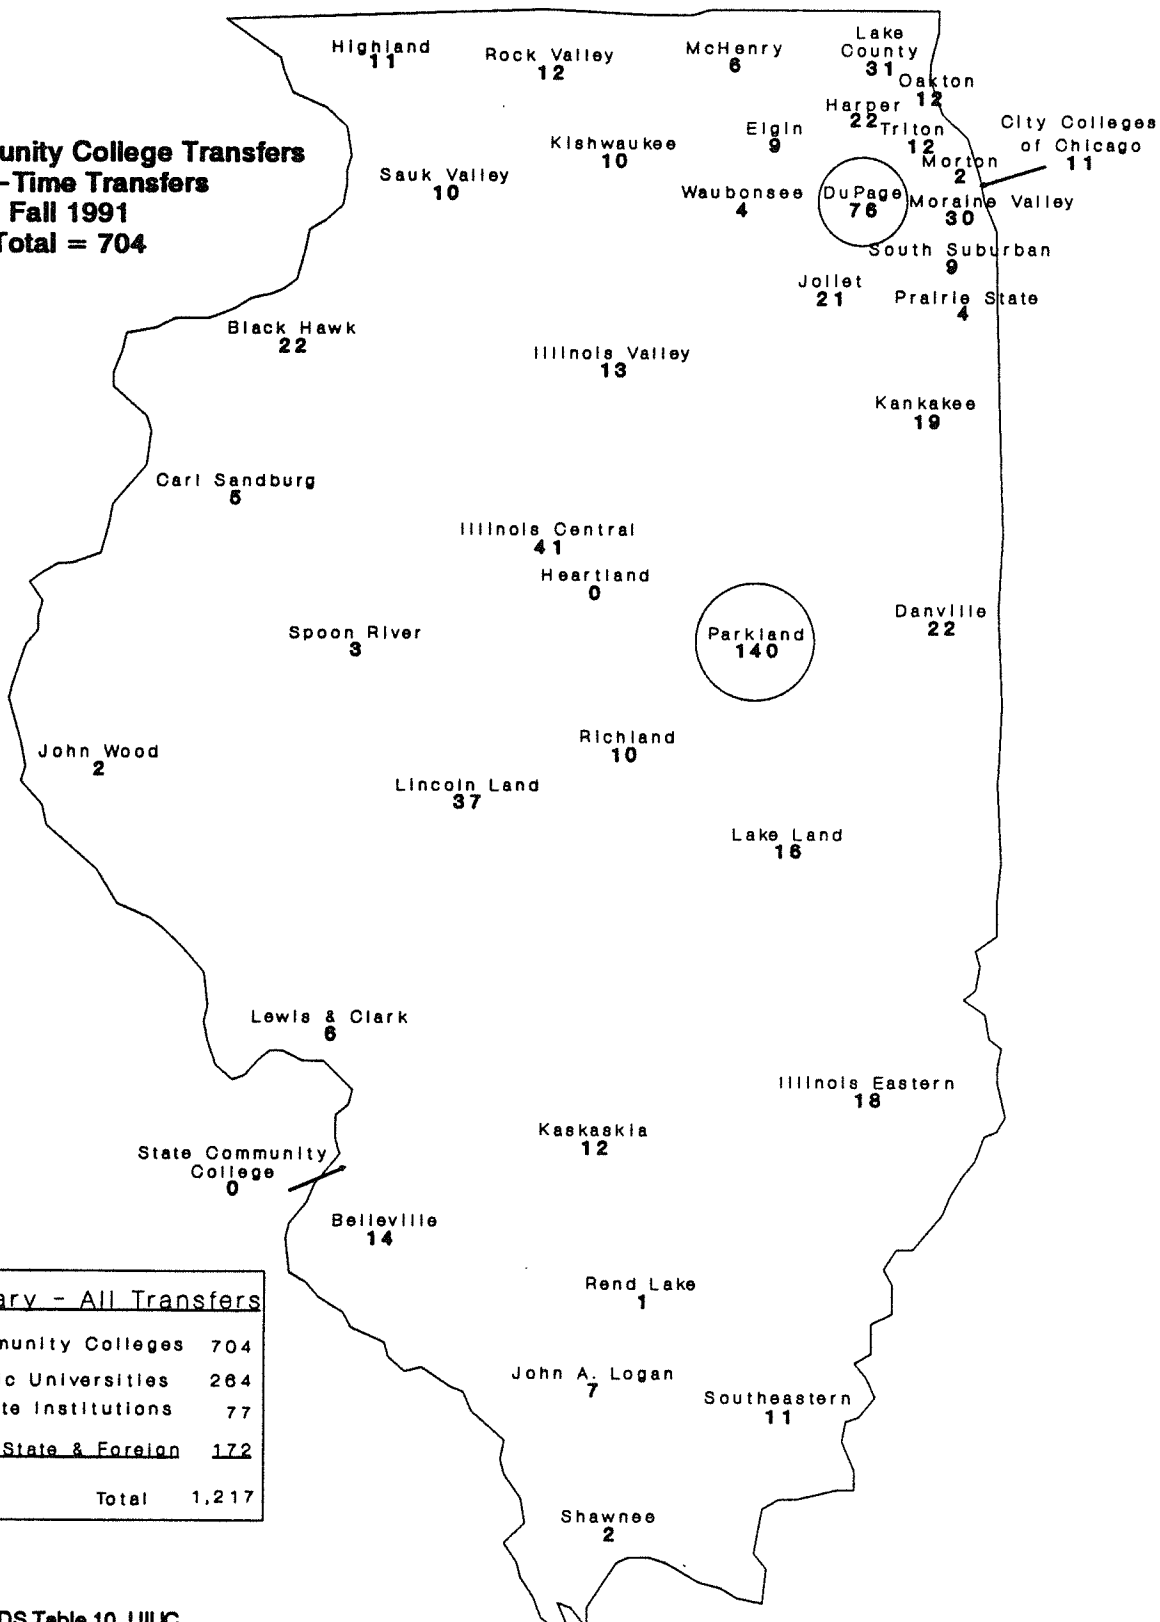 Highland
11
Rock Valley
12
McHenry
6
Lake
County
31
Oakton
12
Harper
22
Triton
12
City Colleges
of Chicago
11
Elgin
9
Kishwaukee
10
Morton
2
unity College Transfers
-Time Transfers
Fall 1991
Total = 704
Sauk Valley
10
Waubonsee
4
DuPage
76
Moraine Valley
30
South Suburban
9
Joliet
21
Prairie State
4
Black Hawk
22
Illinois Valley
13
Kankakee
19
Carl Sandburg
5
Illinois Central
41
Heartland
0
Spoon River
3
Parkland
140
Danville
22
John Wood
2
Richland
10
Lincoln Land
37
Lake Land
16
Lewis & Clark
6
Illinois Eastern
18
Kaskaskia
12
State Community
College
0
Belleville
14
Rend Lake
1
John A. Logan
7
Southeastern
11
Shawnee
2
ary - All Transfers
munity Colleges 704
c Universities 264
te Institutions 77
State & Foreign 172
Total 1,217
DS Table 10, UIUC